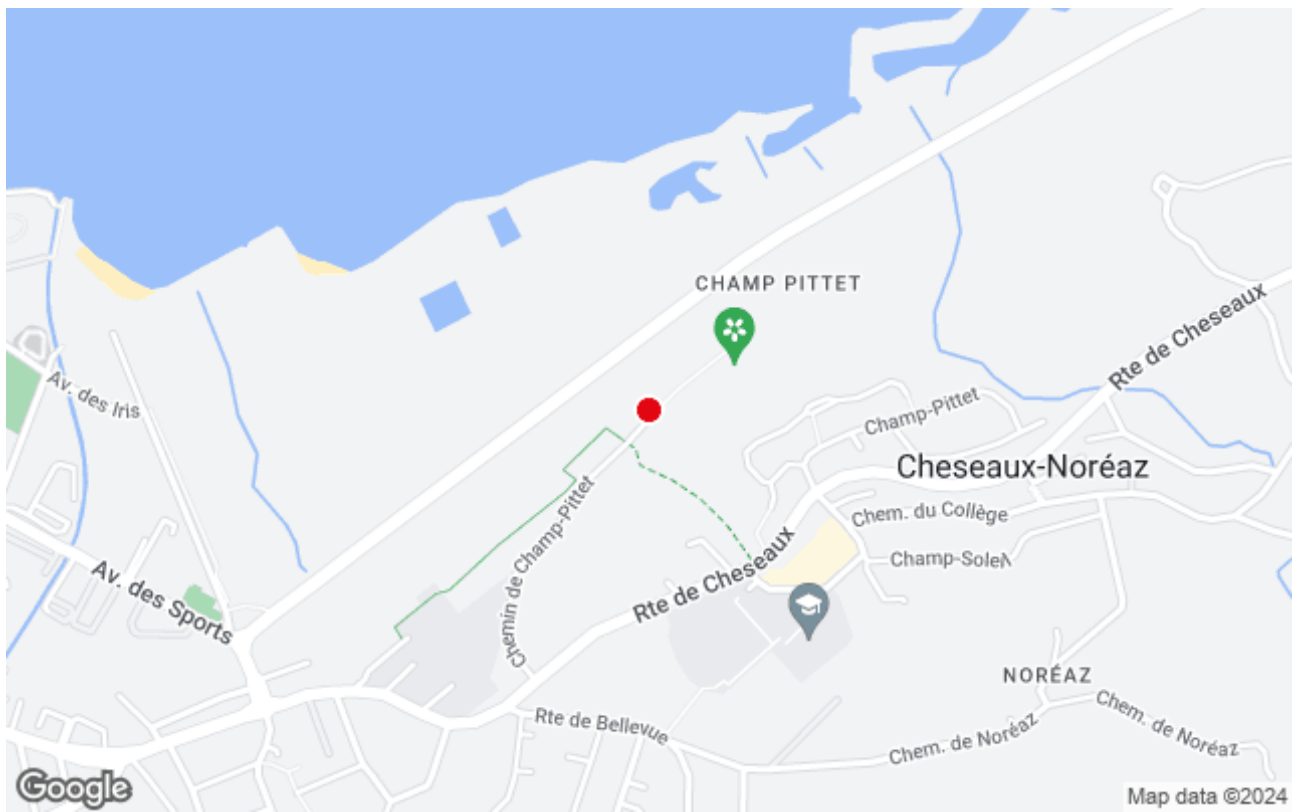 CHAMP PITTET
Rte de Cheseaux
Av. des Iris
Champ-Pittet
Cheseaux-Noréaz
Chem. du Collège
Chemin de Champ-Pittet
Champ-Solei
Rte de Cheseaux
Av. des Sports
NORÉAZ
Rte de Bellevue
Chem. de Noréaz
Chem. de Noréaz
Google
Map data ©2024